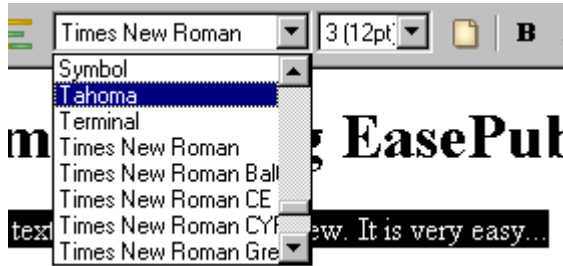 Times New Roman 3 (12pt) B
Symbol
Tahoma
Terminal
Times New Roman
EasePub
Times New Roman Bal
Times New Roman CE
text Times New Roman CYR ew. It is very easy...
Times New Roman Gre